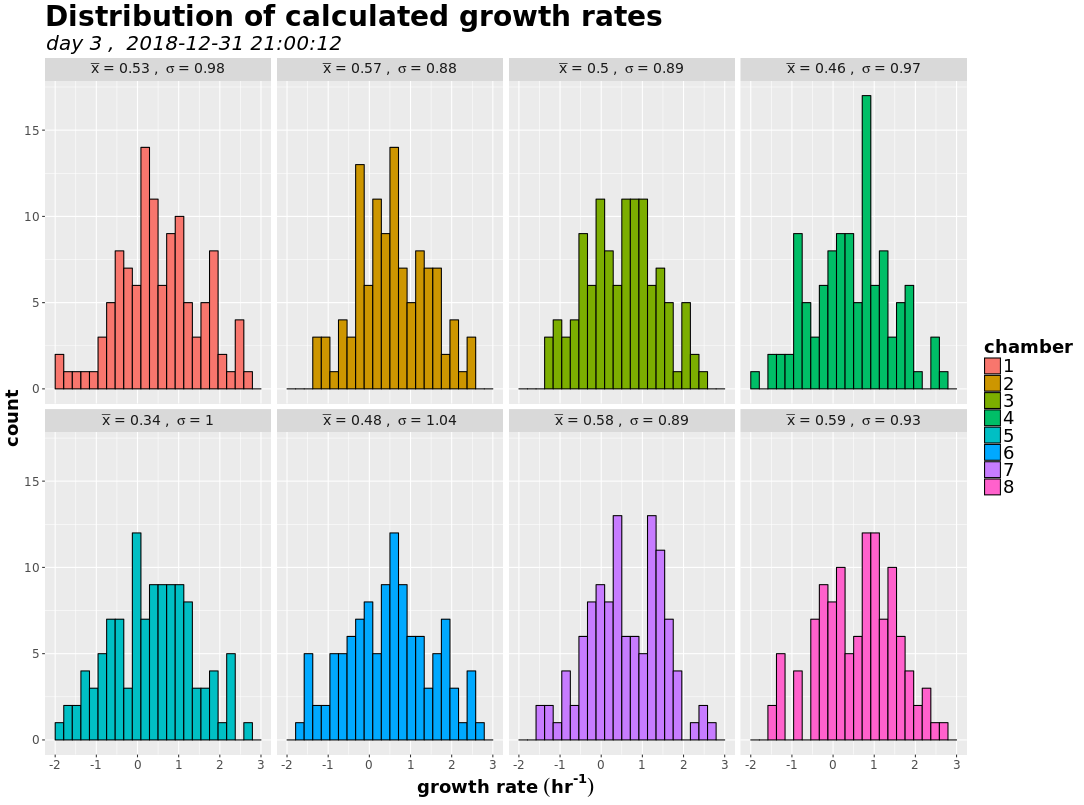 Distribution of calculated growth rates
day 3 ,  2018-12-31 21:00:12
x̅ = 0.53 ,  σ = 0.98
x̅ = 0.57 ,  σ = 0.88
x̅ = 0.5 ,  σ = 0.89
x̅ = 0.46 ,  σ = 0.97
15
10
5
0
x̅ = 0.34 ,  σ = 1
x̅ = 0.48 ,  σ = 1.04
x̅ = 0.58 ,  σ = 0.89
x̅ = 0.59 ,  σ = 0.93
15
10
5
0
-2 -1 0 1 2 3
-2 -1 0 1 2 3
-2 -1 0 1 2 3
-2 -1 0 1 2 3
count
growth rate (hr⁻¹)
chamber
1
2
3
4
5
6
7
8